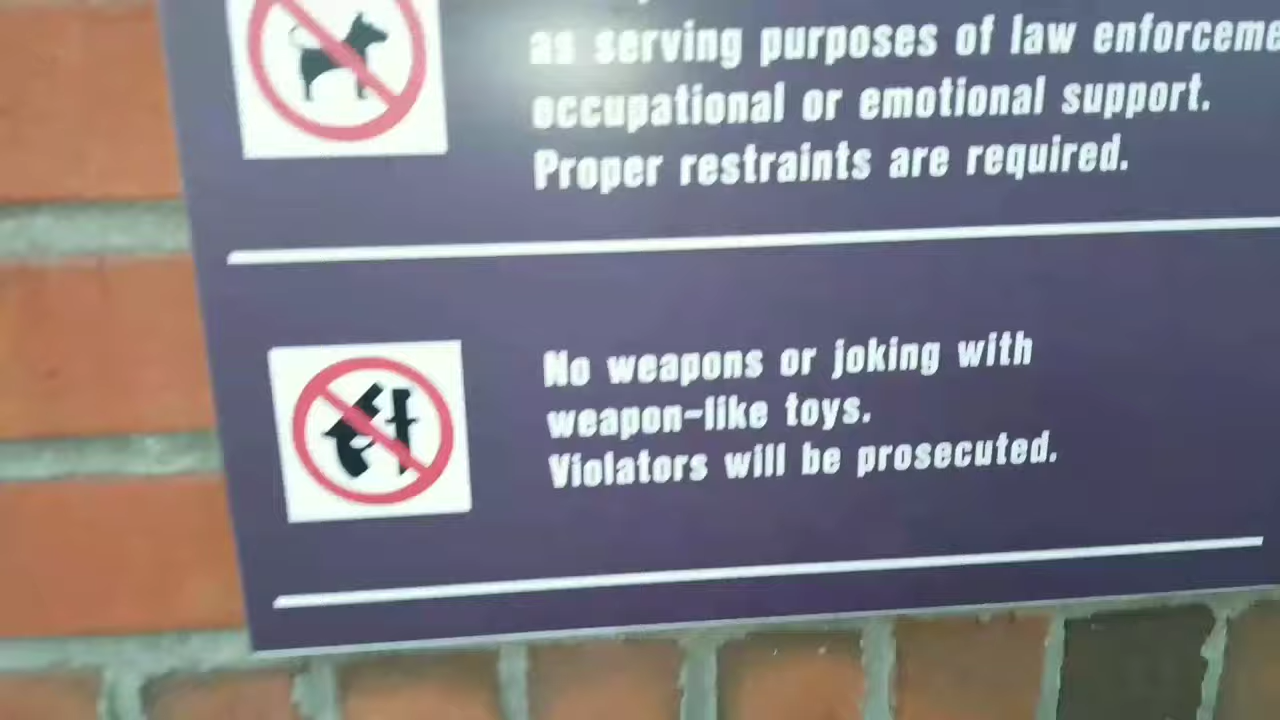 as serving purposes of law enforceme
occupational or emotional support.
Proper restraints are required.
No weapons or joking with
weapon-like toys.
Violators will be prosecuted.